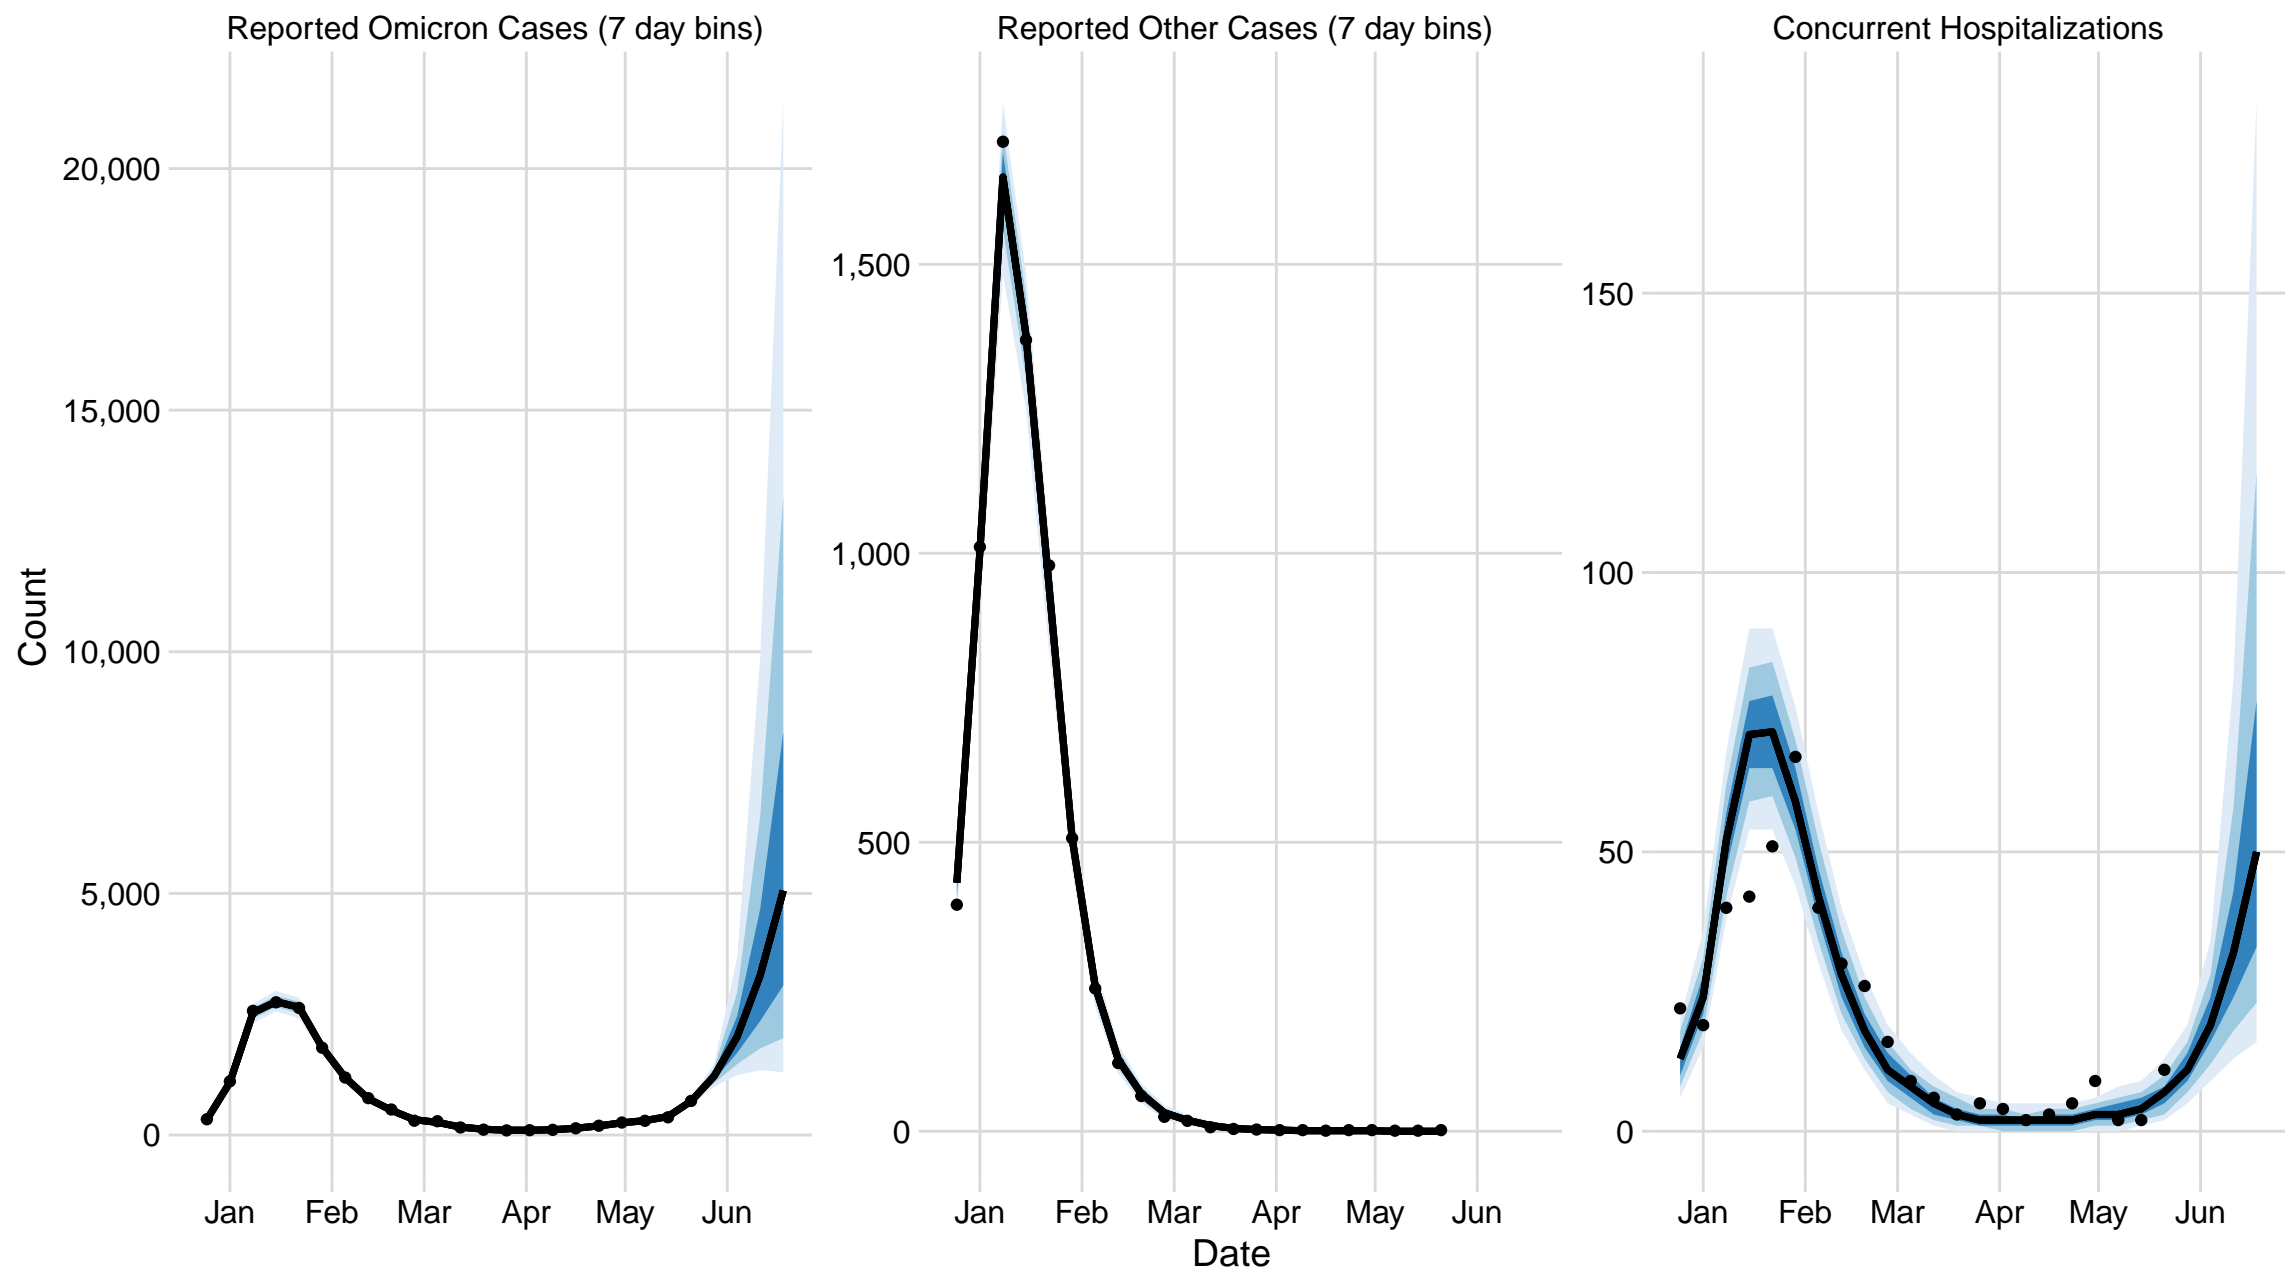 Reported Omicron Cases (7 day bins)
Reported Other Cases (7 day bins)
Concurrent Hospitalizations
Count
20,000
15,000
10,000
5,000
0
1,500
1,000
500
0
150
100
50
0
Jan Feb Mar Apr May Jun
Jan Feb Mar Apr May Jun
Jan Feb Mar Apr May Jun
Date